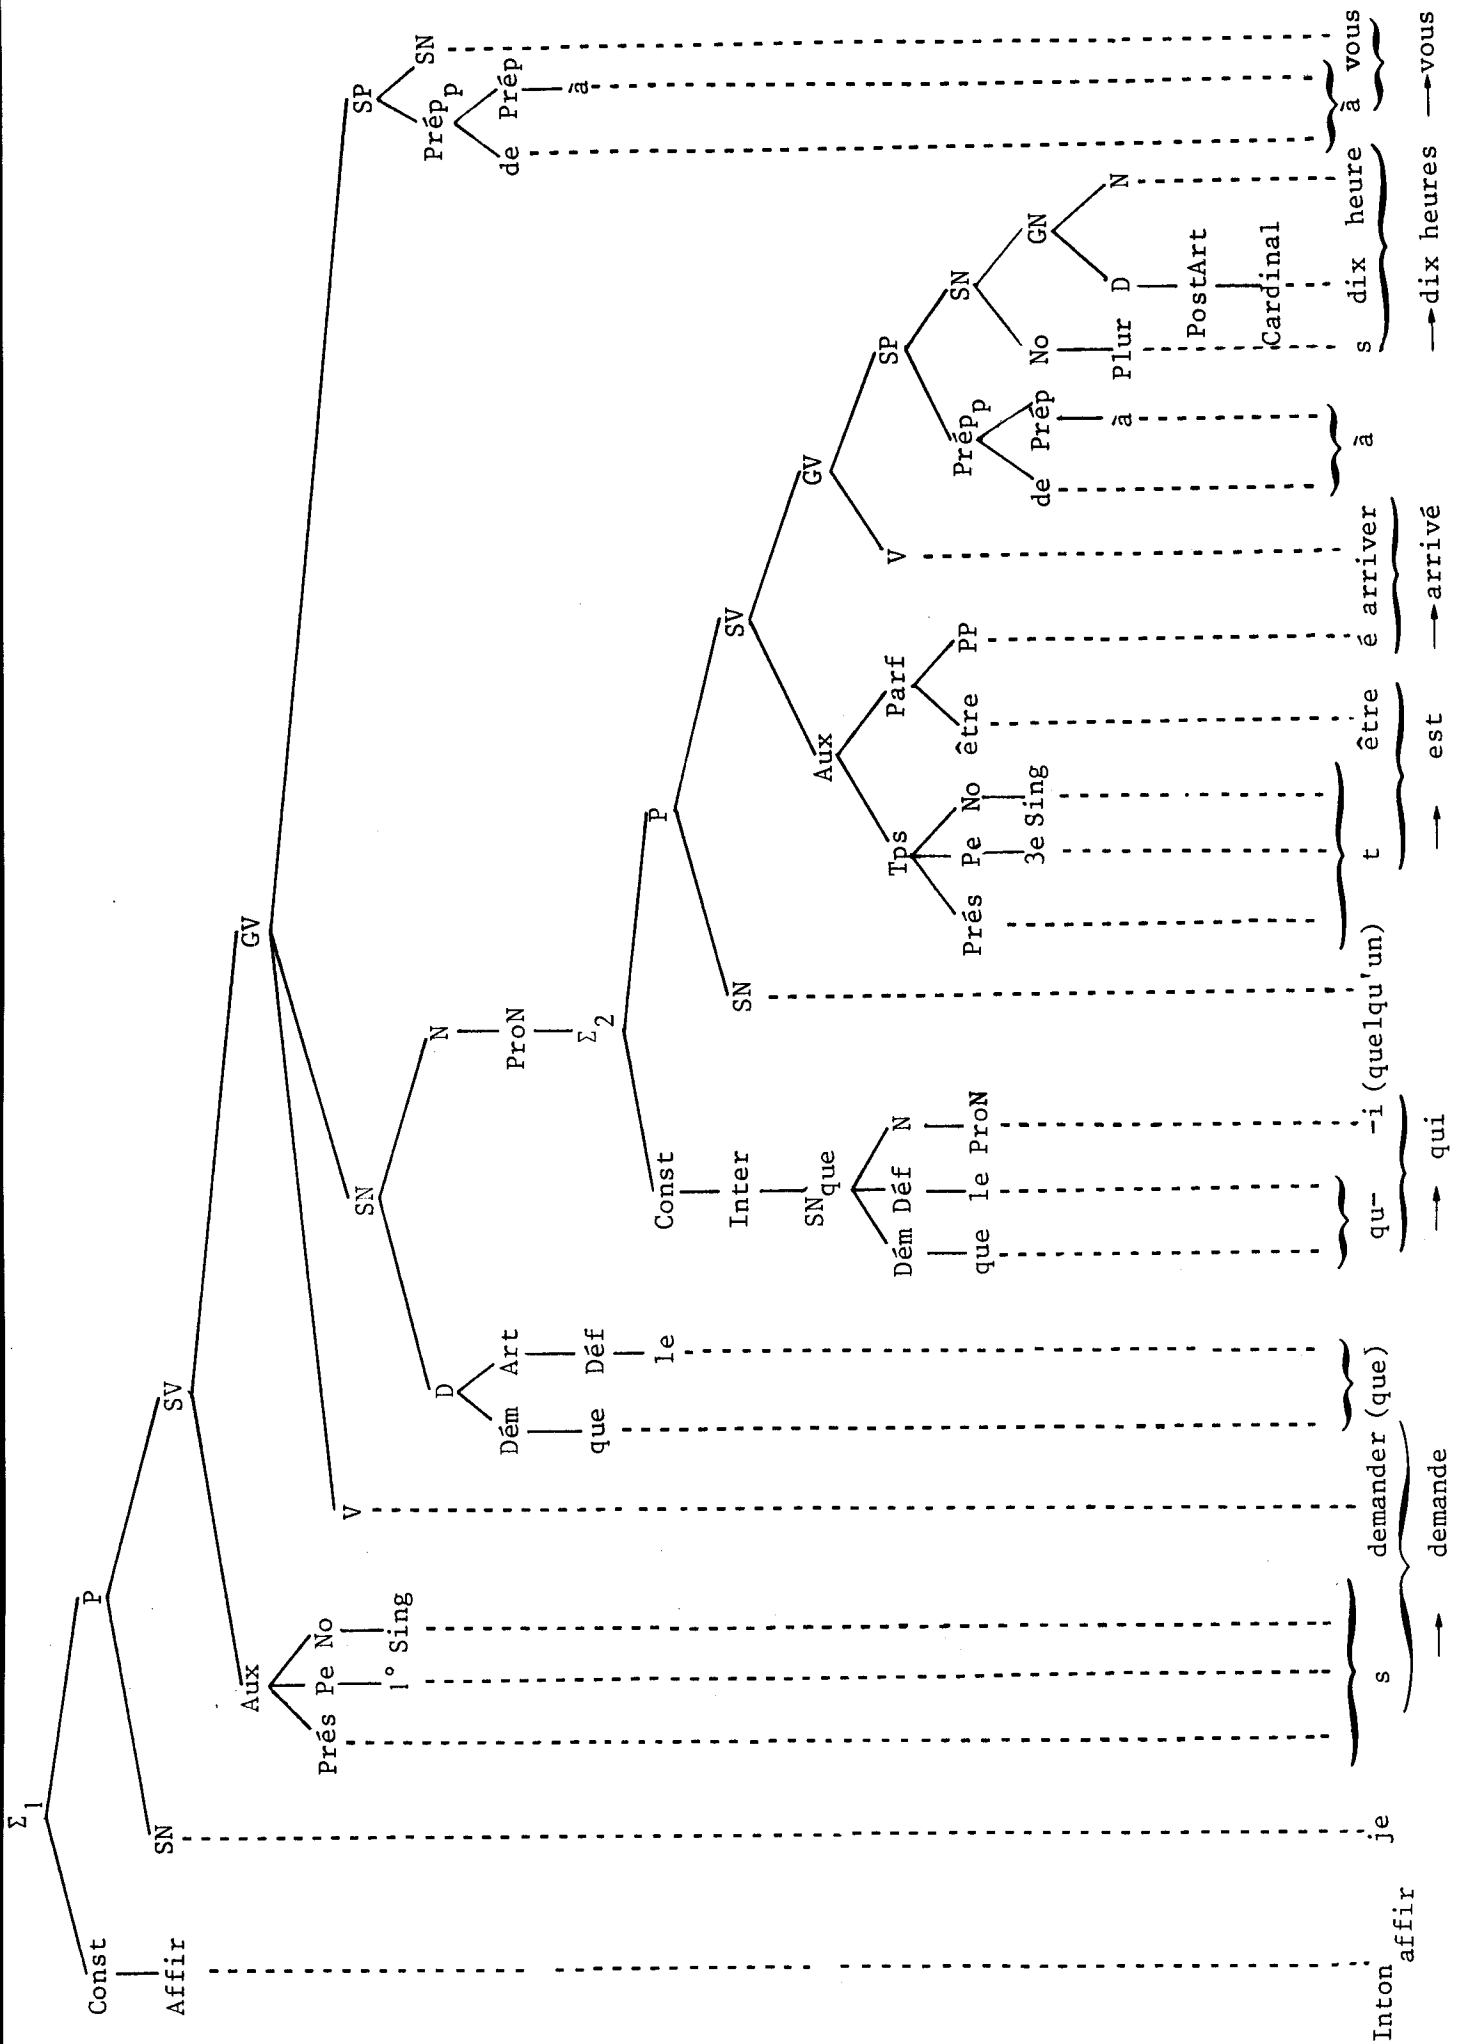 Σ1
Const P
Affir SN SV
Aux GV
Prés Pe No V SN SP
1° Sing D N Prépp SN
Dém Art ProN de Prép
que Déf Σ2 à
le Const P
Inter SN SV
SNque Aux GV
Dém Déf N Tps Parf V SP
que le ProN Prés Pe No être PP Prépp SN
3e Sing de Prép No GN
à Plur D N
PostArt
Cardinal
Inton affir je s demander (que) qu- -i (quelqu'un) t être é arriver à s dix heure à vous
→ demande → qui → est → arrivé → dix heures → vous